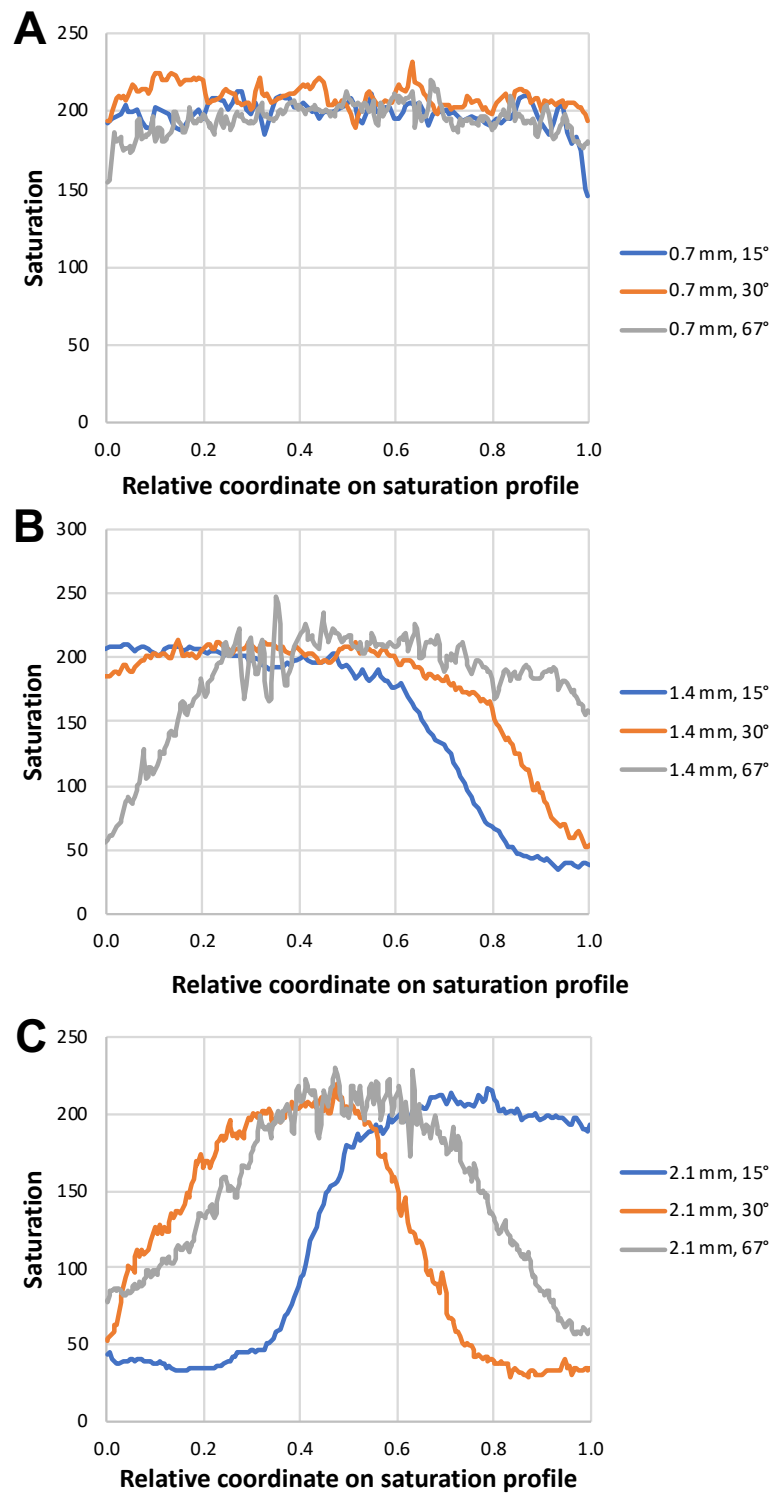 A
250
200
150
100
50
0
Saturation
0.0 0.2 0.4 0.6 0.8 1.0
Relative coordinate on saturation profile
0.7 mm, 15°
0.7 mm, 30°
0.7 mm, 67°
B
300
250
200
150
100
50
0
Saturation
0.0 0.2 0.4 0.6 0.8 1.0
Relative coordinate on saturation profile
1.4 mm, 15°
1.4 mm, 30°
1.4 mm, 67°
C
250
200
150
100
50
0
Saturation
0.0 0.2 0.4 0.6 0.8 1.0
Relative coordinate on saturation profile
2.1 mm, 15°
2.1 mm, 30°
2.1 mm, 67°